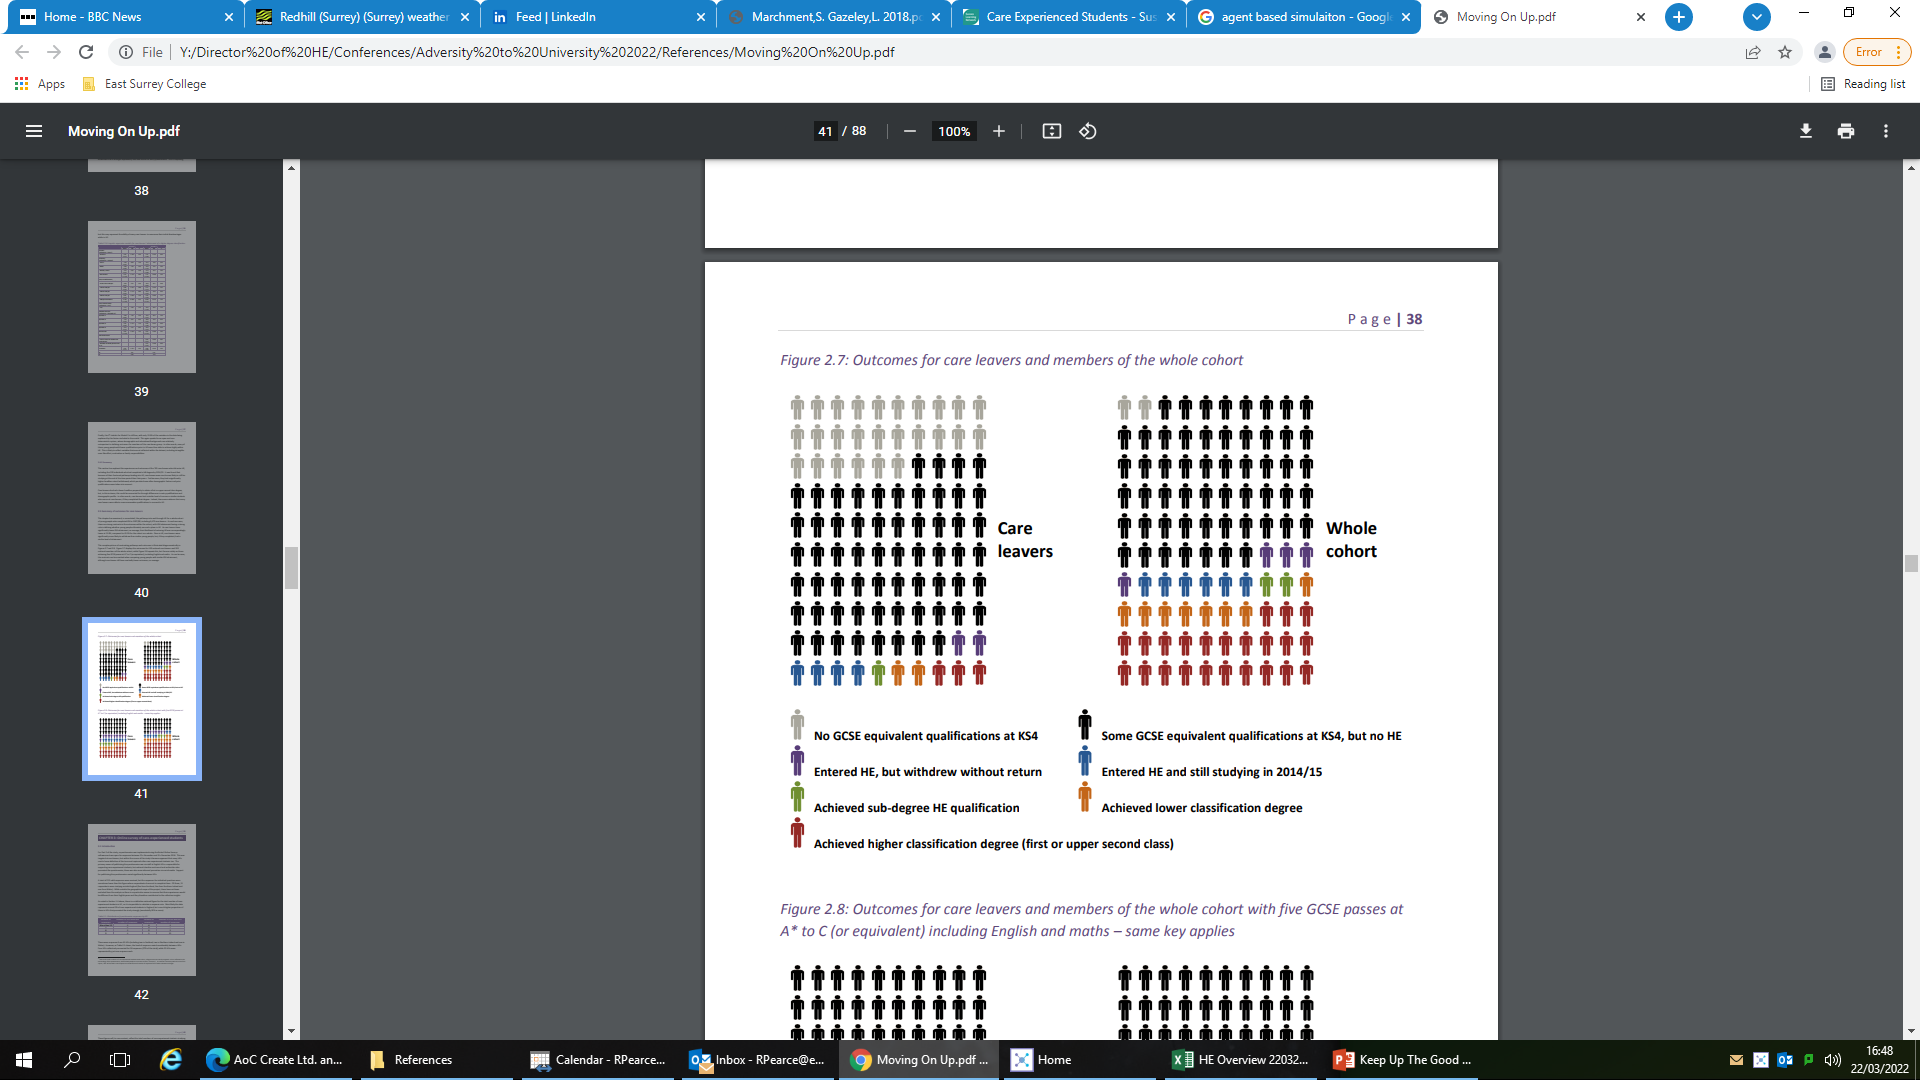 Home - BBC News
Redhill (Surrey) (Surrey) weather
Feed | LinkedIn
Marchment,S. Gazeley,L. 2018.p
Care Experienced Students - Sus
agent based simulaiton - Google
Moving On Up.pdf
File
Y:/Director%20of%20HE/Conferences/Adversity%20to%20University%202022/References/Moving%20On%20Up.pdf
Error
Apps
East Surrey College
Reading list
Moving On Up.pdf
41 / 88
100%
38
39
40
41
42
Page | 38
Figure 2.7: Outcomes for care leavers and members of the whole cohort
Care
leavers
Whole
cohort
No GCSE equivalent qualifications at KS4
Some GCSE equivalent qualifications at KS4, but no HE
Entered HE, but withdrew without return
Entered HE and still studying in 2014/15
Achieved sub-degree HE qualification
Achieved lower classification degree
Achieved higher classification degree (first or upper second class)
Figure 2.8: Outcomes for care leavers and members of the whole cohort with five GCSE passes at
A* to C (or equivalent) including English and maths – same key applies
AoC Create Ltd. an...
References
Calendar - RPearce...
Inbox - RPearce@e...
Moving On Up.pdf ...
Home
HE Overview 22032...
Keep Up The Good ...
16:48
22/03/2022